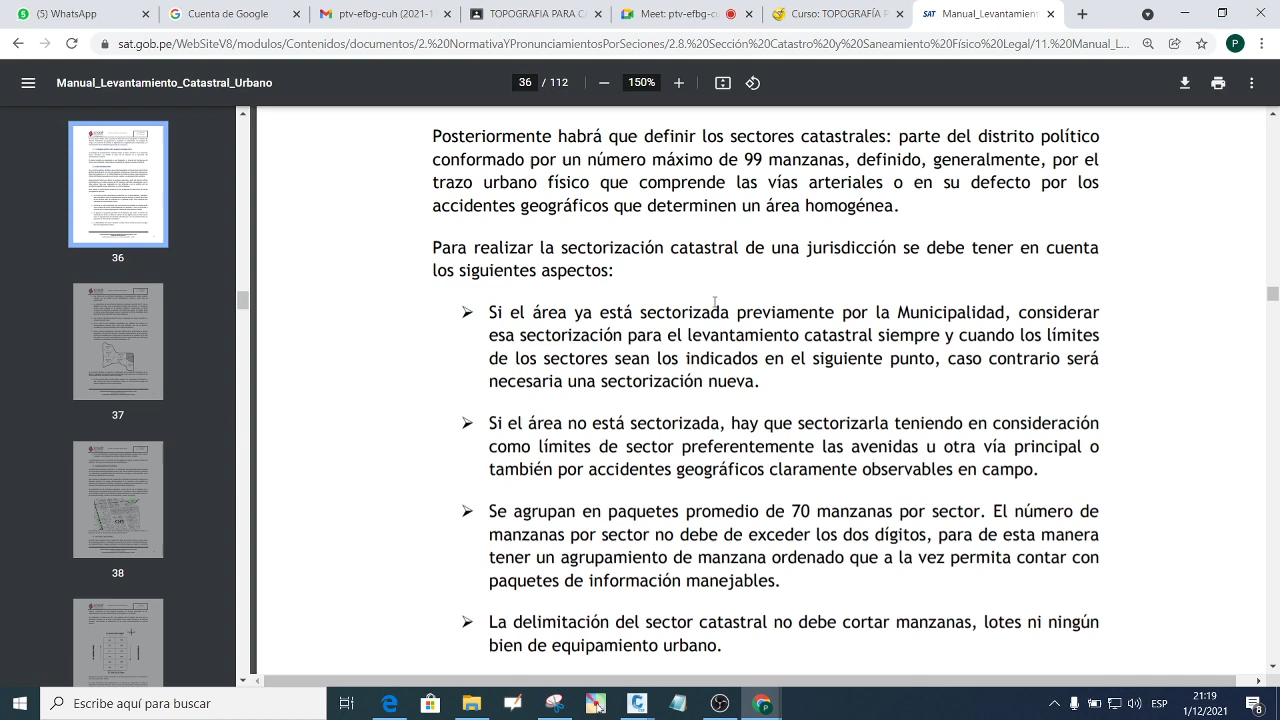 (5) WhatsApp
Currículo Google
ptv-efbg-cuh (2021-1
TOPOGRAFIA PARA CA
Meet: ptv-efbg-cu
Curso: TOPOGRAFÍA P
SAT
Manual_Levantamient
sat.gob.pe/WebSiteV8/modulos/Contenidos/documentos/2.%20NormativaYPronunciamientosPorSeciones/2.8.%20Sección%20Catastro%20y%20Saneamiento%20Físico%20Legal/11.%20Manual_L...
P
Manual_Levantamiento_Catastral_Urbano
36 / 112
150%
36
37
38
Posteriormente habrá que definir los sectores catastrales: parte del distrito político
conformado por un número máximo de 99 manzanas, definido, generalmente, por el
trazo urbano físico que comprende las vías arteriales o en su defecto por los
accidentes geográficos que determinen un área homogénea.
Para realizar la sectorización catastral de una jurisdicción se debe tener en cuenta
los siguientes aspectos:
➢ Si el área ya está sectorizada previamente por la Municipalidad, considerar
esa sectorización para el levantamiento catastral siempre y cuando los límites
de los sectores sean los indicados en el siguiente punto, caso contrario será
necesaria una sectorización nueva.
➢ Si el área no está sectorizada, hay que sectorizarla teniendo en consideración
como límites de sector preferentemente las avenidas u otra vía principal o
también por accidentes geográficos claramente observables en campo.
➢ Se agrupan en paquetes promedio de 70 manzanas por sector. El número de
manzanas por sector no debe de exceder los dos dígitos, para de esta manera
tener un agrupamiento de manzana ordenado que a la vez permita contar con
paquetes de información manejables.
➢ La delimitación del sector catastral no debe cortar manzanas, lotes ni ningún
bien de equipamiento urbano.
Escribe aquí para buscar
ESP
21:19
1/12/2021
8